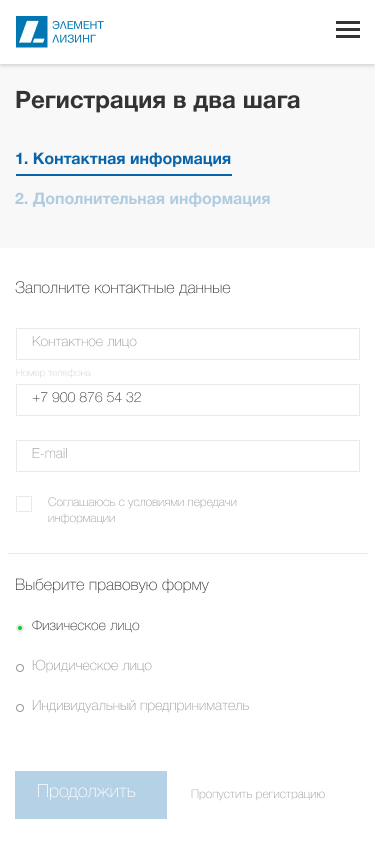 ЭЛЕМЕНТ
ЛИЗИНГ
Регистрация в два шага
1. Контактная информация
2. Дополнительная информация
Заполните контактные данные
Контактное лицо
Номер телефона
+7 900 876 54 32
E-mail
Соглашаюсь с условиями передачи
информации
Выберите правовую форму
Физическое лицо
Юридическое лицо
Индивидуальный предприниматель
Продолжить
Пропустить регистрацию